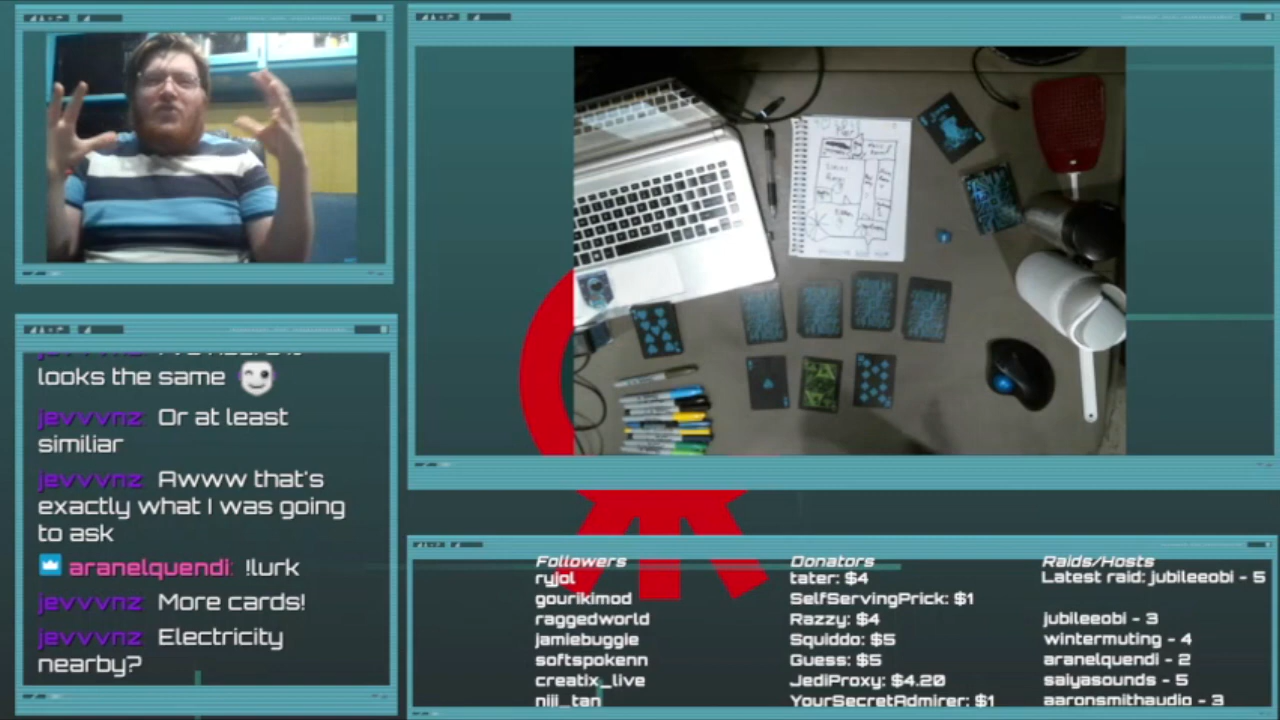 looks the same
jevvvnz: Or at least
similiar
jevvvnz: Awww that's
exactly what I was going
to ask
aranelquendi: !lurk
jevvvnz: More cards!
jevvvnz: Electricity
nearby?
Followers
ryjol
gourikimod
raggedworld
jamiebuggie
softspokenn
creatix_live
niji_tan
Donators
tater: $4
SelfServingPrick: $1
Razzy: $4
Squiddo: $5
Guess: $5
JediProxy: $4.20
YourSecretAdmirer: $1
Raids/Hosts
Latest raid: jubileeobi - 5
jubileeobi - 3
wintermuting - 4
aranelquendi - 2
saiyasounds - 5
aaronsmithaudio - 3